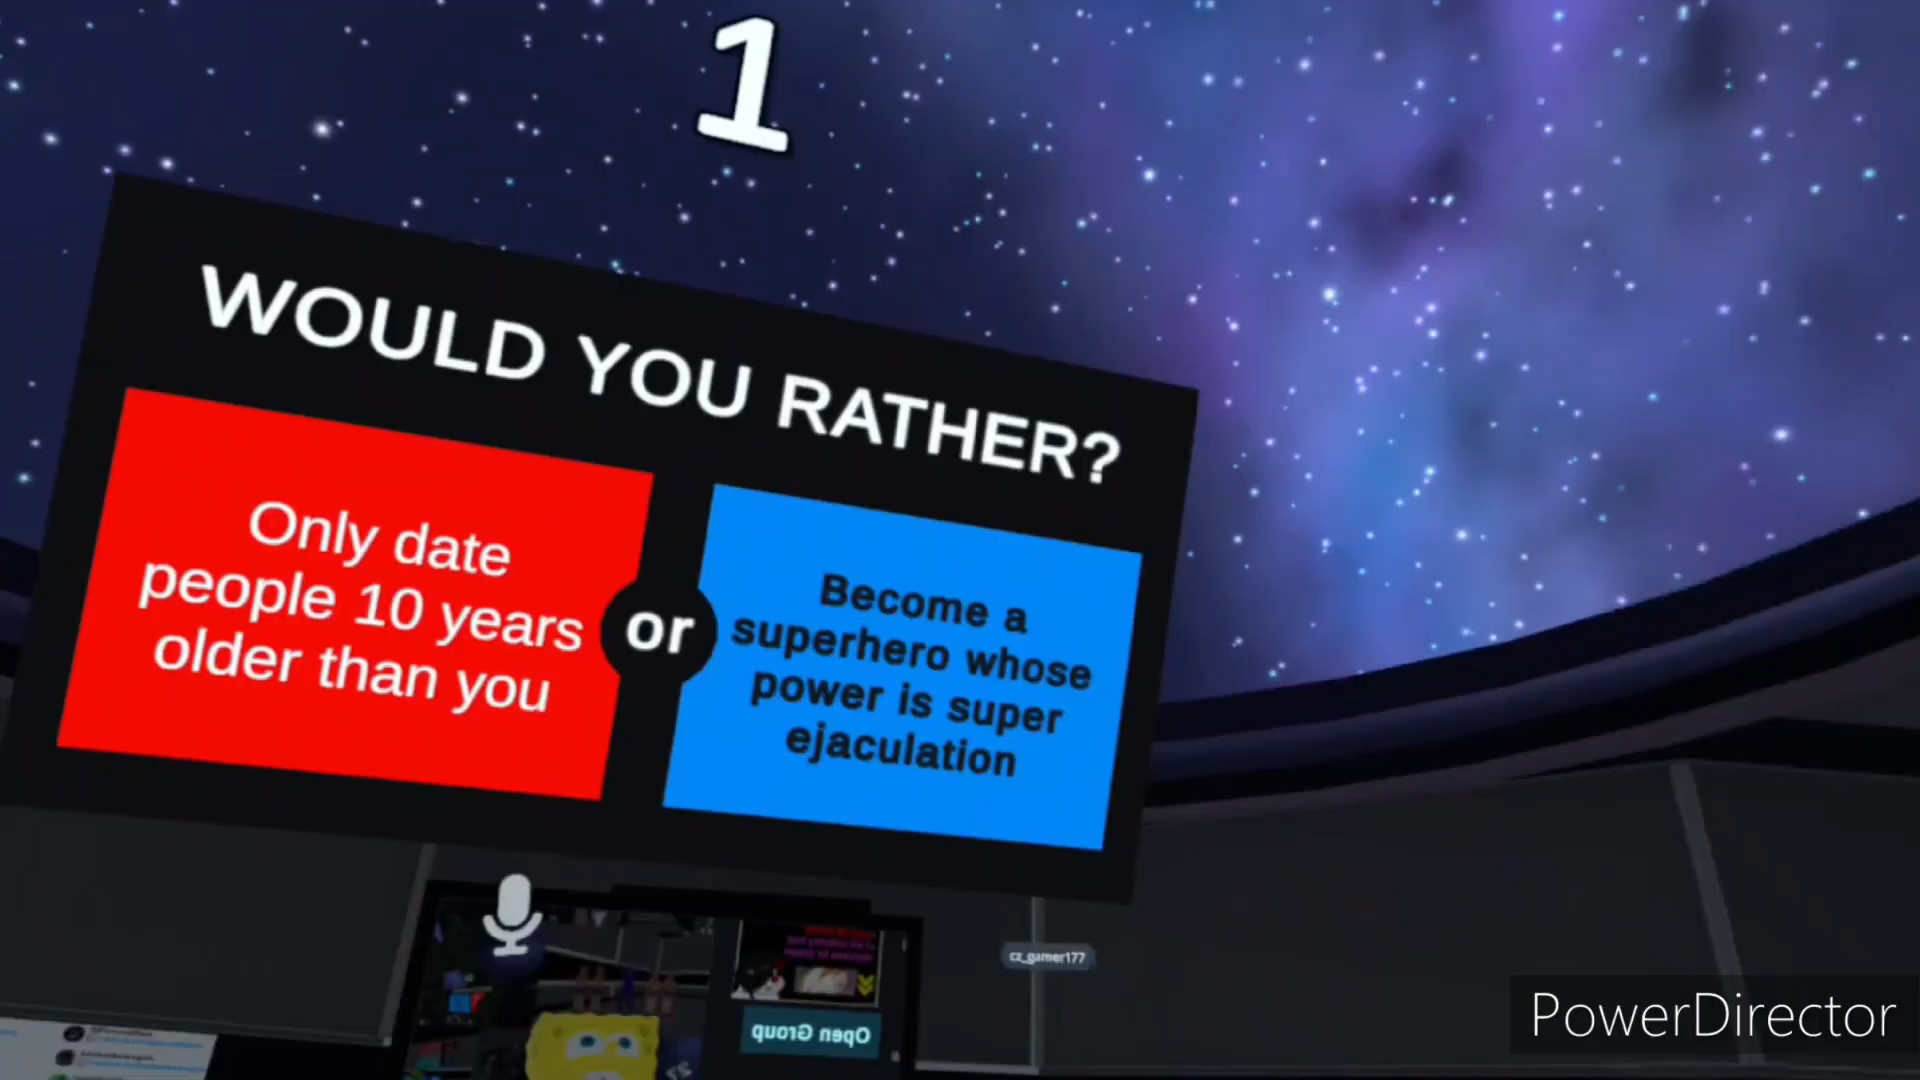 1
WOULD YOU RATHER?
Only date
people 10 years
older than you
or
Become a
superhero whose
power is super
ejaculation
cz_gamer177
Open Group
PowerDirector